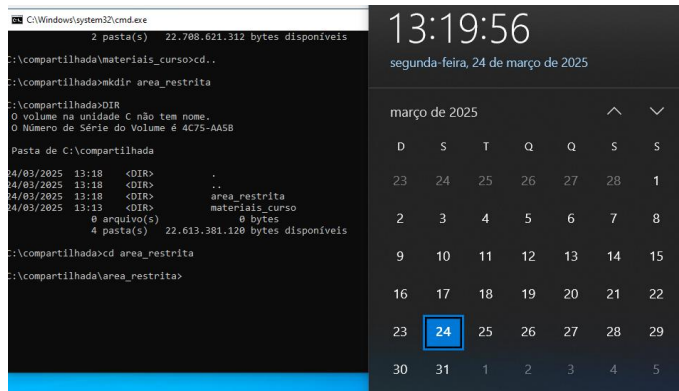 C:\Windows\system32\cmd.exe
2 pasta(s)   22.708.621.312 bytes disponíveis
C:\compartilhada\materiais_curso>cd..
C:\compartilhada>mkdir area_restrita
C:\compartilhada>DIR
O volume na unidade C não tem nome.
O Número de Série do Volume é 4C75-AA5B
Pasta de C:\compartilhada
24/03/2025  13:18    <DIR>          .
24/03/2025  13:18    <DIR>          ..
24/03/2025  13:18    <DIR>          area_restrita
24/03/2025  13:13    <DIR>          materiais_curso
0 arquivo(s)              0 bytes
4 pasta(s)   22.613.381.120 bytes disponíveis
C:\compartilhada>cd area_restrita
C:\compartilhada\area_restrita>
13:19:56
segunda-feira, 24 de março de 2025
março de 2025
D S T Q Q S S
23 24 25 26 27 28 1
2 3 4 5 6 7 8
9 10 11 12 13 14 15
16 17 18 19 20 21 22
23 24 25 26 27 28 29
30 31 1 2 3 4 5